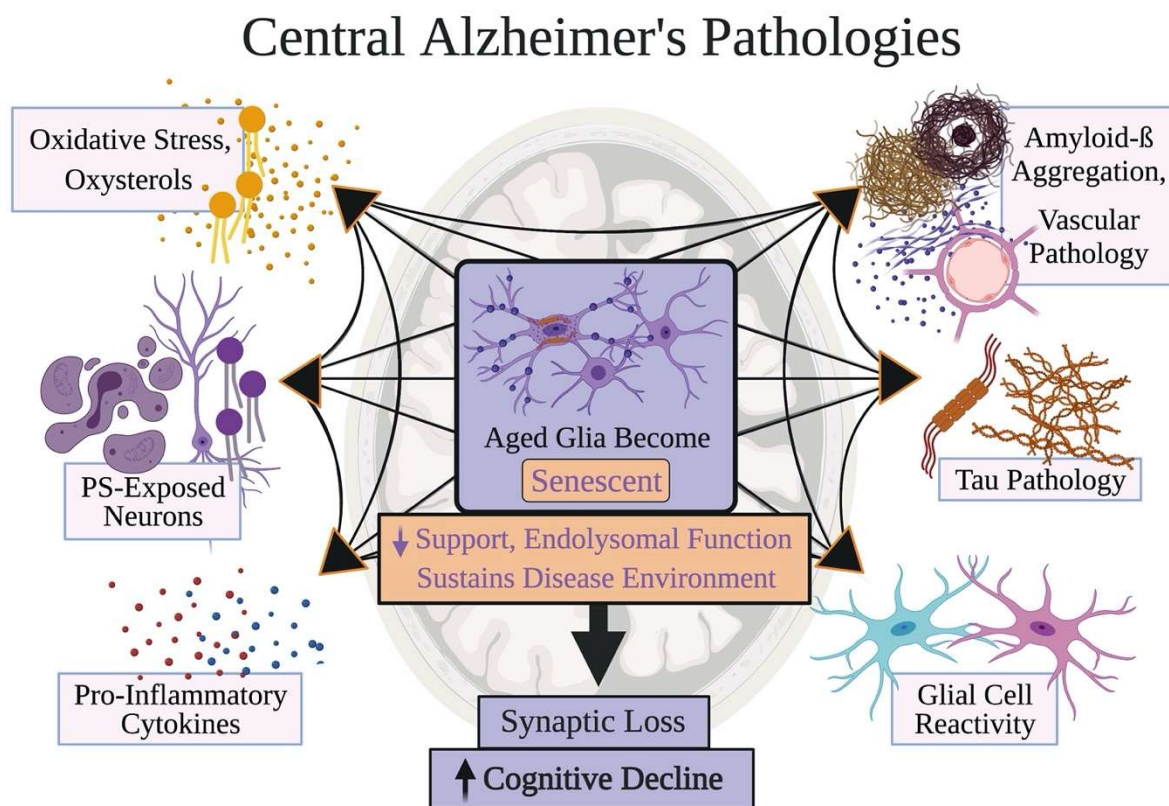 Central Alzheimer's Pathologies
Oxidative Stress,
Oxysterols
Amyloid-ß
Aggregation,
Vascular
Pathology
Aged Glia Become
Senescent
PS-Exposed
Neurons
Tau Pathology
↓ Support, Endolysomal Function
Sustains Disease Environment
Pro-Inflammatory
Cytokines
Glial Cell
Reactivity
Synaptic Loss
↑ Cognitive Decline